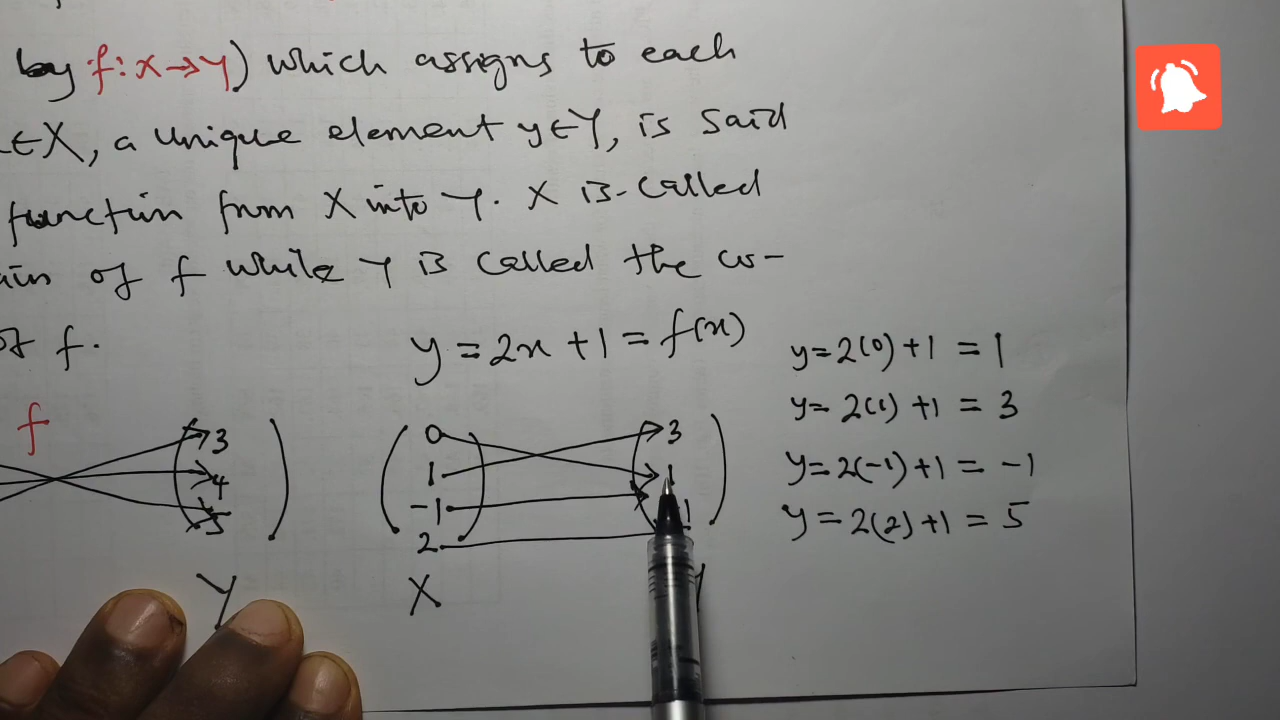 by f: X→Y) which assigns to each
∈X, a unique element y∈Y, is said
function from X into Y. X is called
of f while Y is called the co-
of f.
y = 2x + 1 = f(x)
y = 2(0) + 1 = 1
y = 2(1) + 1 = 3
y = 2(-1) + 1 = -1
y = 2(2) + 1 = 5
f
3
4
5
Y
0 3
1 1
-1
2
X